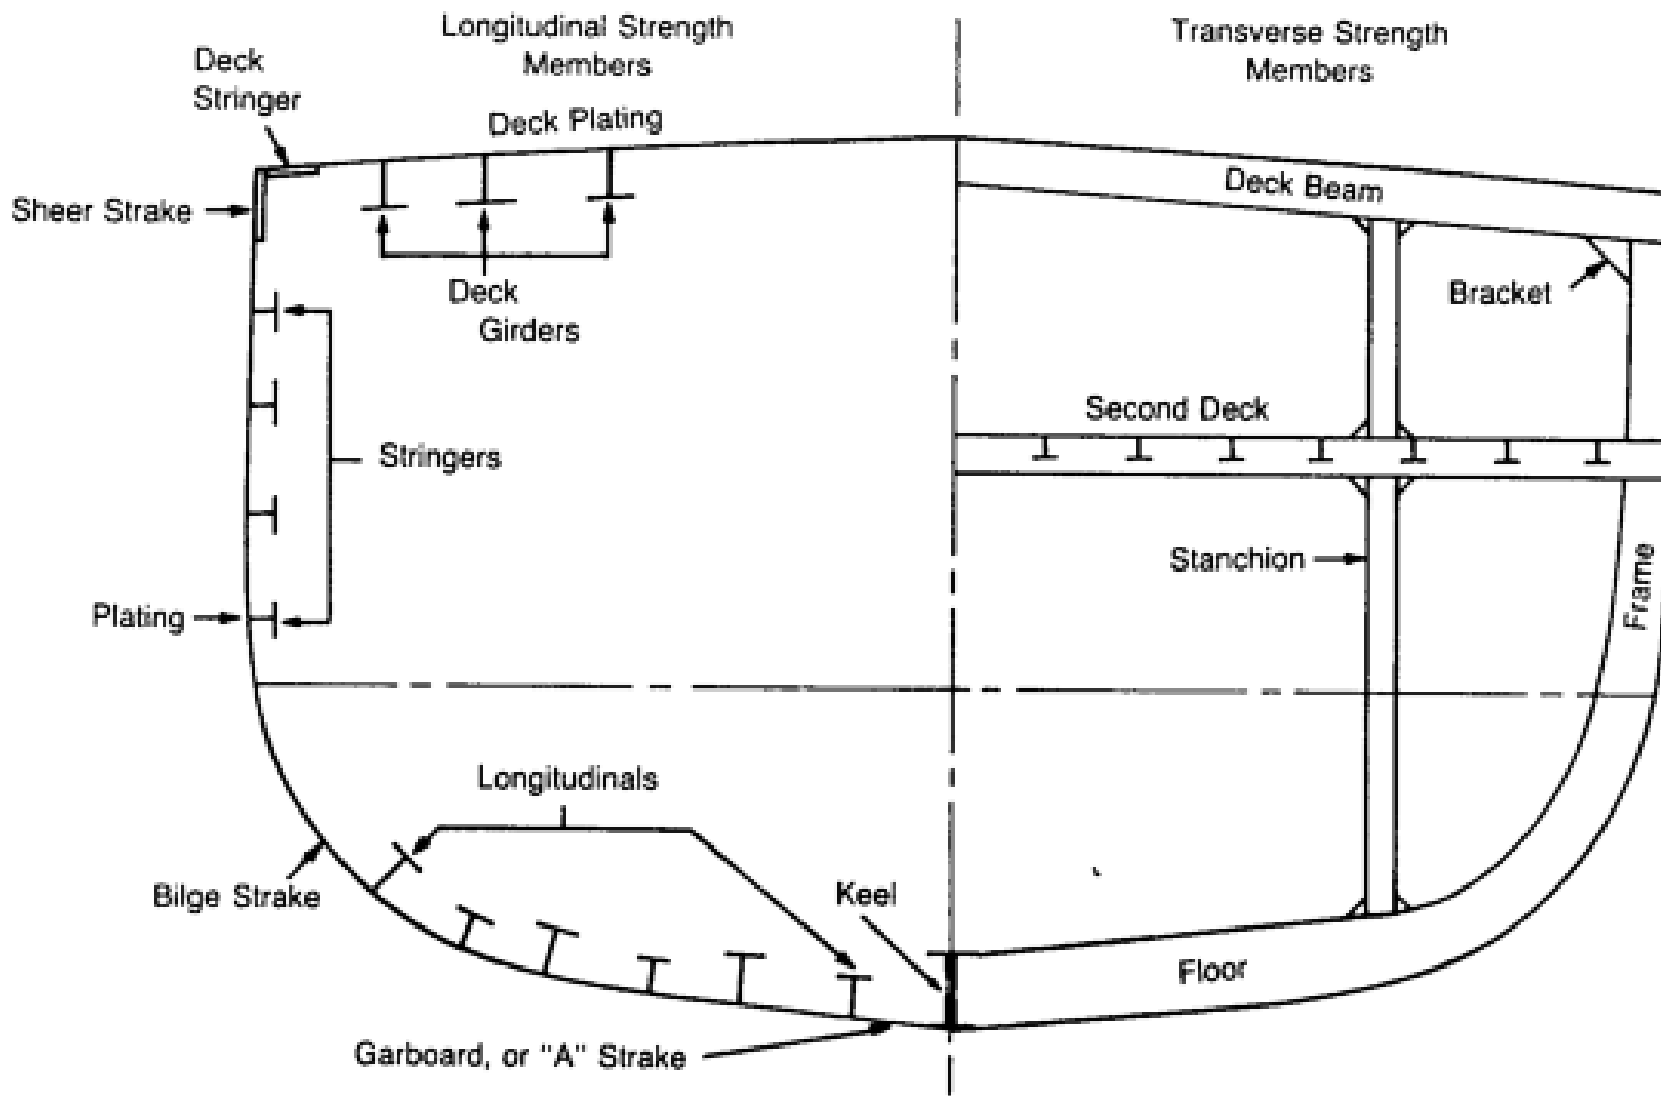 Longitudinal Strength
Members
Transverse Strength
Members
Deck
Stringer
Deck Plating
Sheer Strake
Deck Beam
Deck
Girders
Bracket
Second Deck
Stringers
Stanchion
Frame
Plating
Longitudinals
Bilge Strake
Keel
Floor
Garboard, or "A" Strake